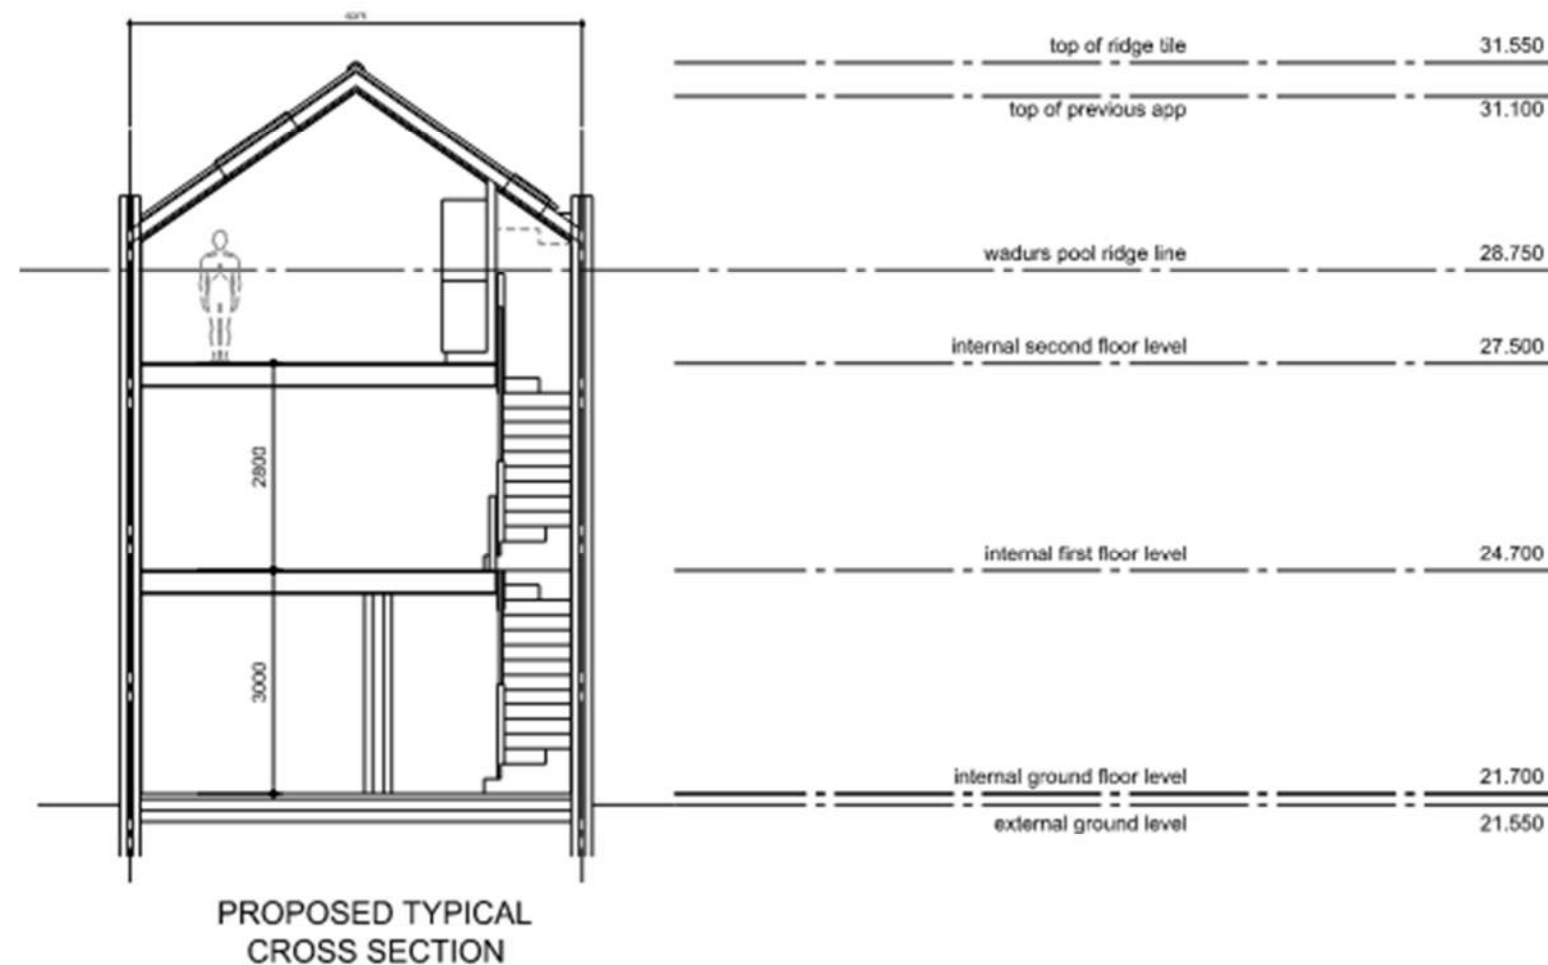 top of ridge tile 31.550
top of previous app 31.100
wadurs pool ridge line 28.750
internal second floor level 27.500
2800
internal first floor level 24.700
3000
internal ground floor level 21.700
external ground level 21.550
PROPOSED TYPICAL
CROSS SECTION